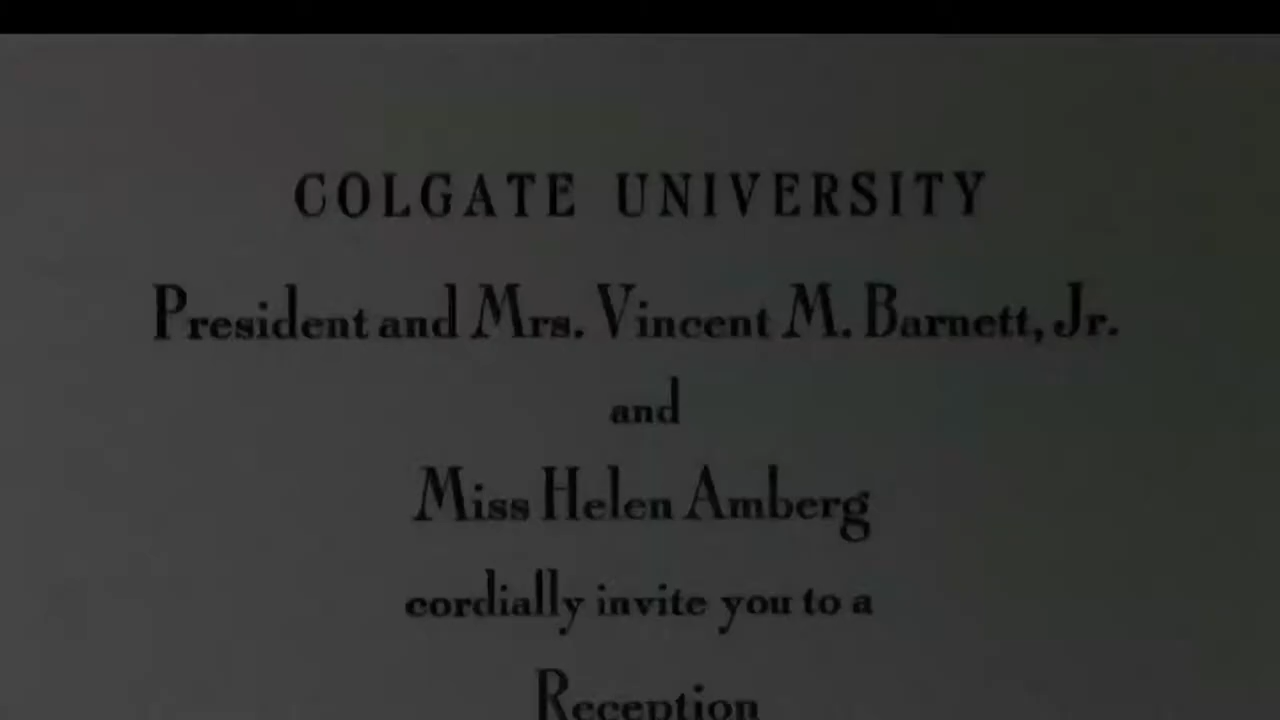 COLGATE UNIVERSITY
President and Mrs. Vincent M. Barnett, Jr.
and
Miss Helen Amberg
cordially invite you to a
Reception